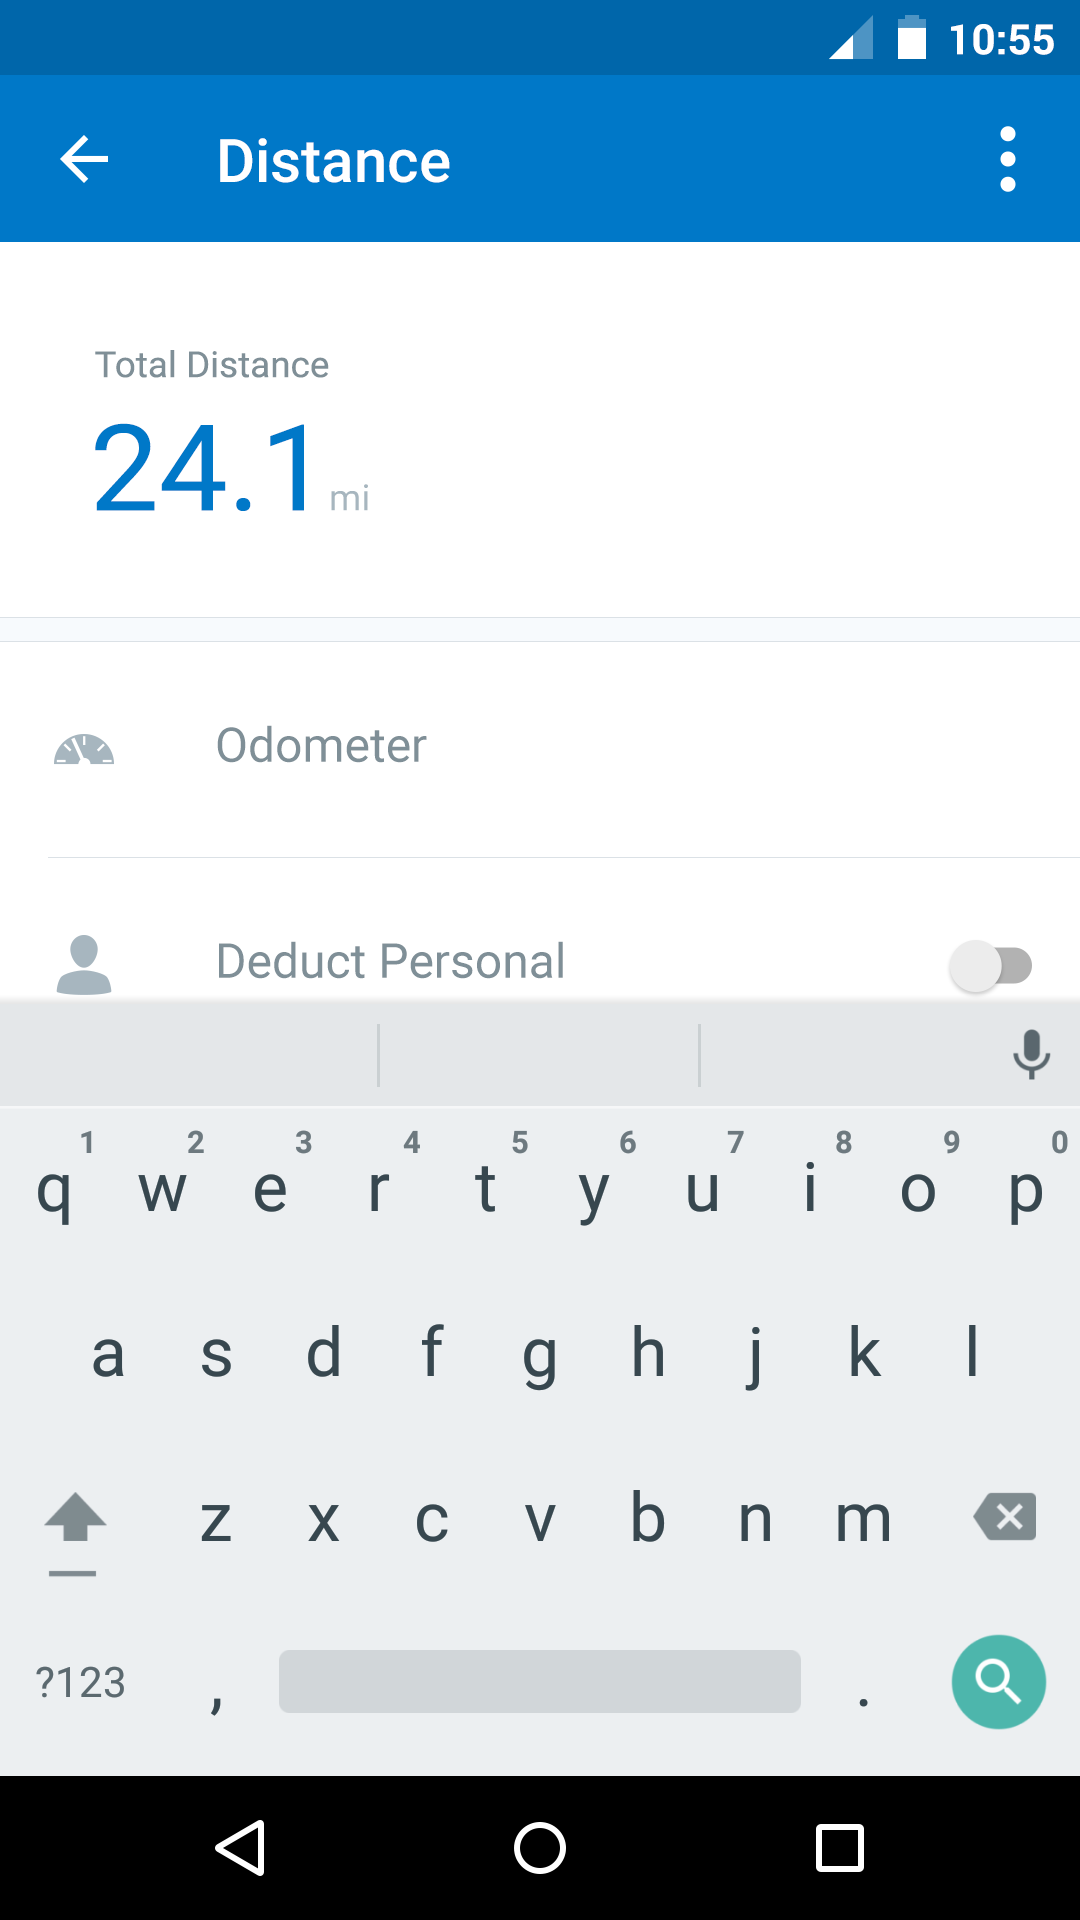 10:55
Distance
Total Distance
24.1 mi
Odometer
Deduct Personal
1 2 3 4 5 6 7 8 9 0
q w e r t y u i o p
a s d f g h j k l
z x c v b n m
?123 , .